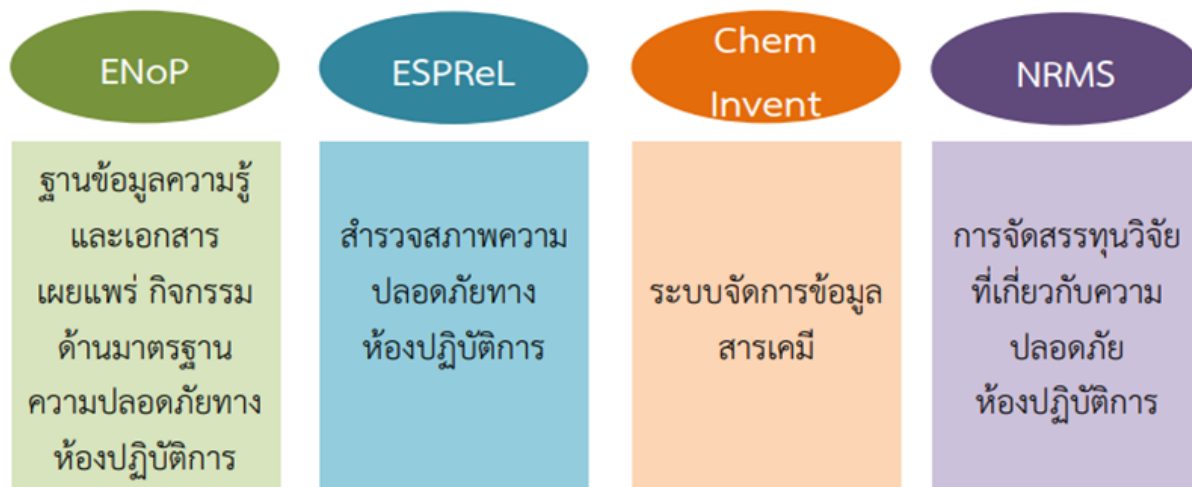 ENoP
ฐานข้อมูลความรู้
และเอกสาร
เผยแพร่ กิจกรรม
ด้านมาตรฐาน
ความปลอดภัยทาง
ห้องปฏิบัติการ
ESPReL
สำรวจสภาพความ
ปลอดภัยทาง
ห้องปฏิบัติการ
Chem
Invent
ระบบจัดการข้อมูล
สารเคมี
NRMS
การจัดสรรทุนวิจัย
ที่เกี่ยวกับความ
ปลอดภัย
ห้องปฏิบัติการ